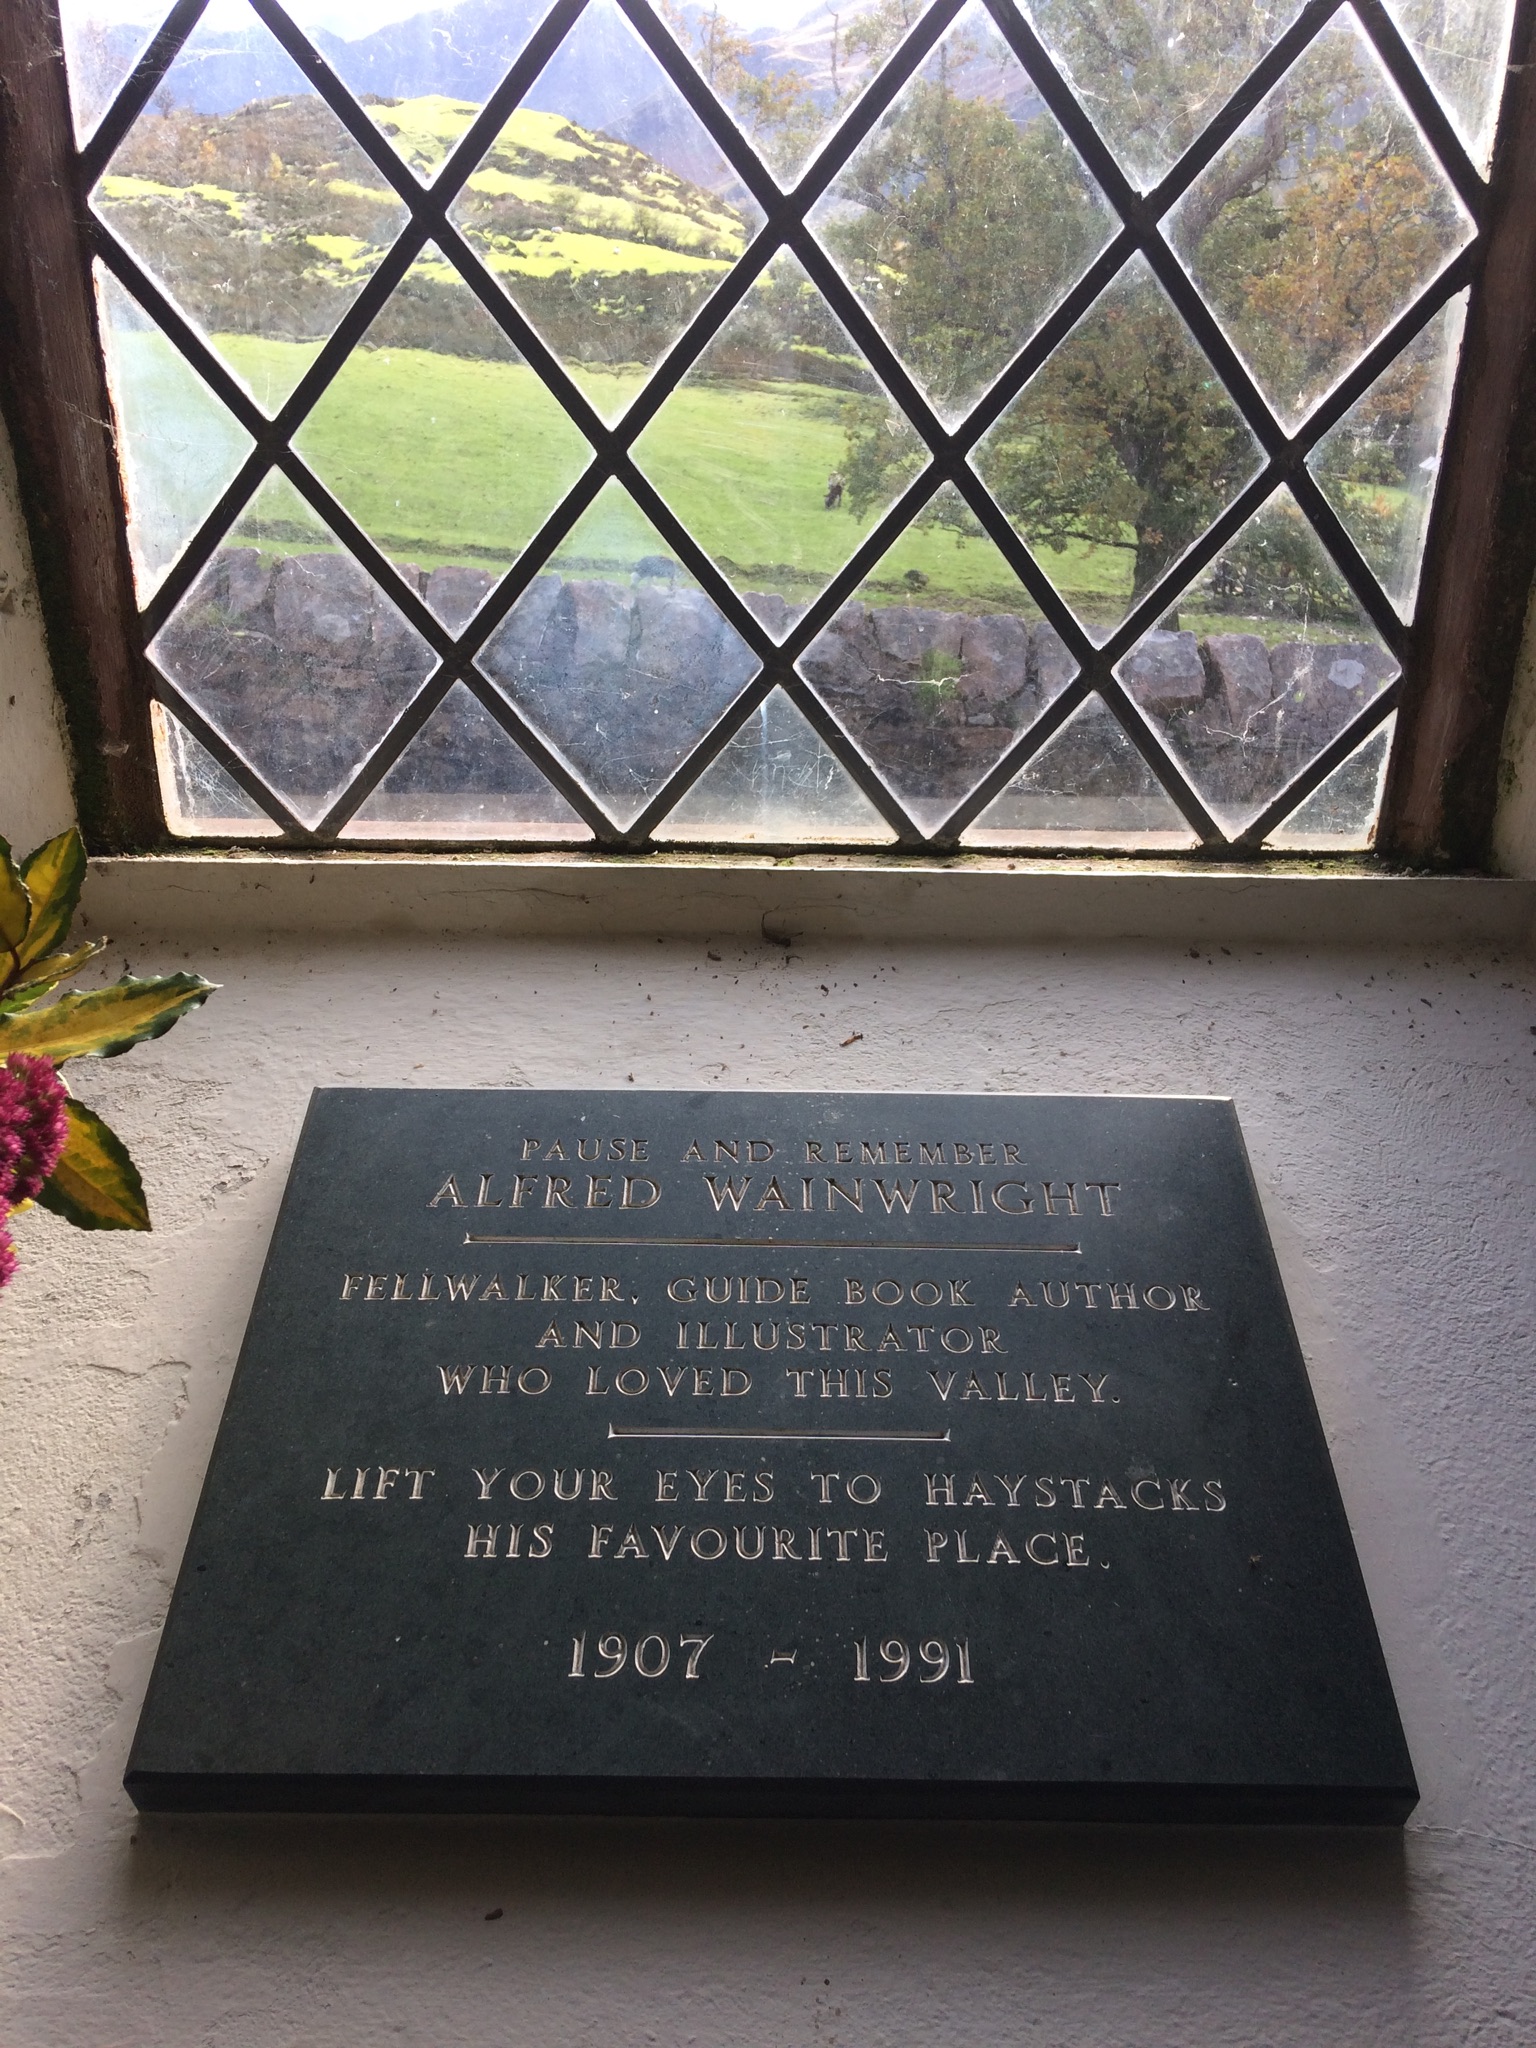 PAUSE AND REMEMBER
ALFRED WAINWRIGHT
FELLWALKER, GUIDE BOOK AUTHOR
AND ILLUSTRATOR
WHO LOVED THIS VALLEY.
LIFT YOUR EYES TO HAYSTACKS
HIS FAVOURITE PLACE.
1907 - 1991